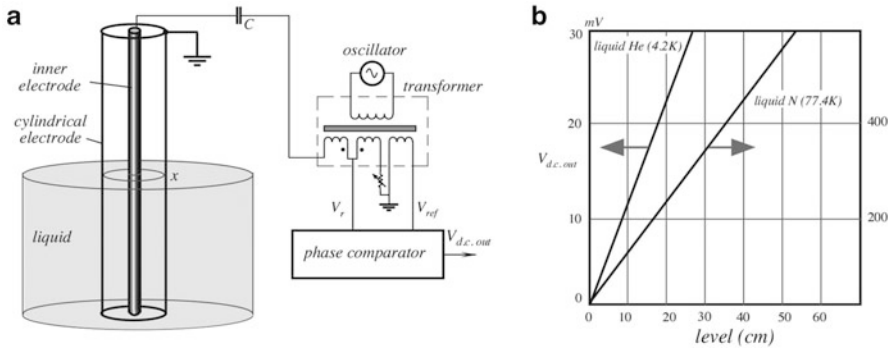 a
C
oscillator
transformer
inner
electrode
cylindrical
electrode
x
liquid
V_r
V_ref
phase comparator
V_d.c. out
b
mV
30
liquid He (4.2K)
liquid N (77.4K)
20
400
V_d.c. out
10
200
0
0 10 20 30 40 50 60
level (cm)